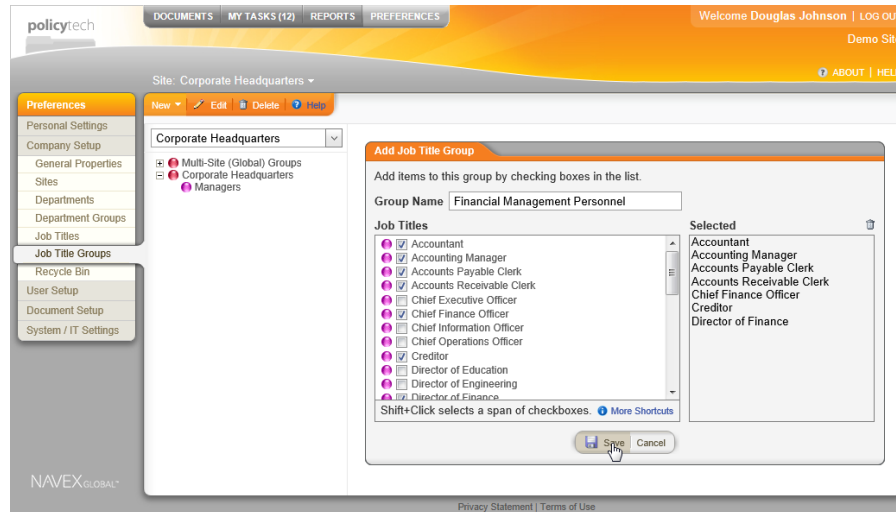 policytech
DOCUMENTS MY TASKS (12) REPORTS PREFERENCES
Welcome Douglas Johnson | LOG OU
Demo Sit
ABOUT | HEL
Site: Corporate Headquarters
Preferences
Personal Settings
Company Setup
General Properties
Sites
Departments
Department Groups
Job Titles
Job Title Groups
Recycle Bin
User Setup
Document Setup
System / IT Settings
New Edit Delete Help
Corporate Headquarters
Multi-Site (Global) Groups
Corporate Headquarters
Managers
Add Job Title Group
Add items to this group by checking boxes in the list.
Group Name Financial Management Personnel
Job Titles
Accountant
Accounting Manager
Accounts Payable Clerk
Accounts Receivable Clerk
Chief Executive Officer
Chief Finance Officer
Chief Information Officer
Chief Operations Officer
Creditor
Director of Education
Director of Engineering
Director of Finance
Shift+Click selects a span of checkboxes. More Shortcuts
Selected
Accountant
Accounting Manager
Accounts Payable Clerk
Accounts Receivable Clerk
Chief Finance Officer
Creditor
Director of Finance
Save Cancel
NAVEX GLOBAL™
Privacy Statement | Terms of Use